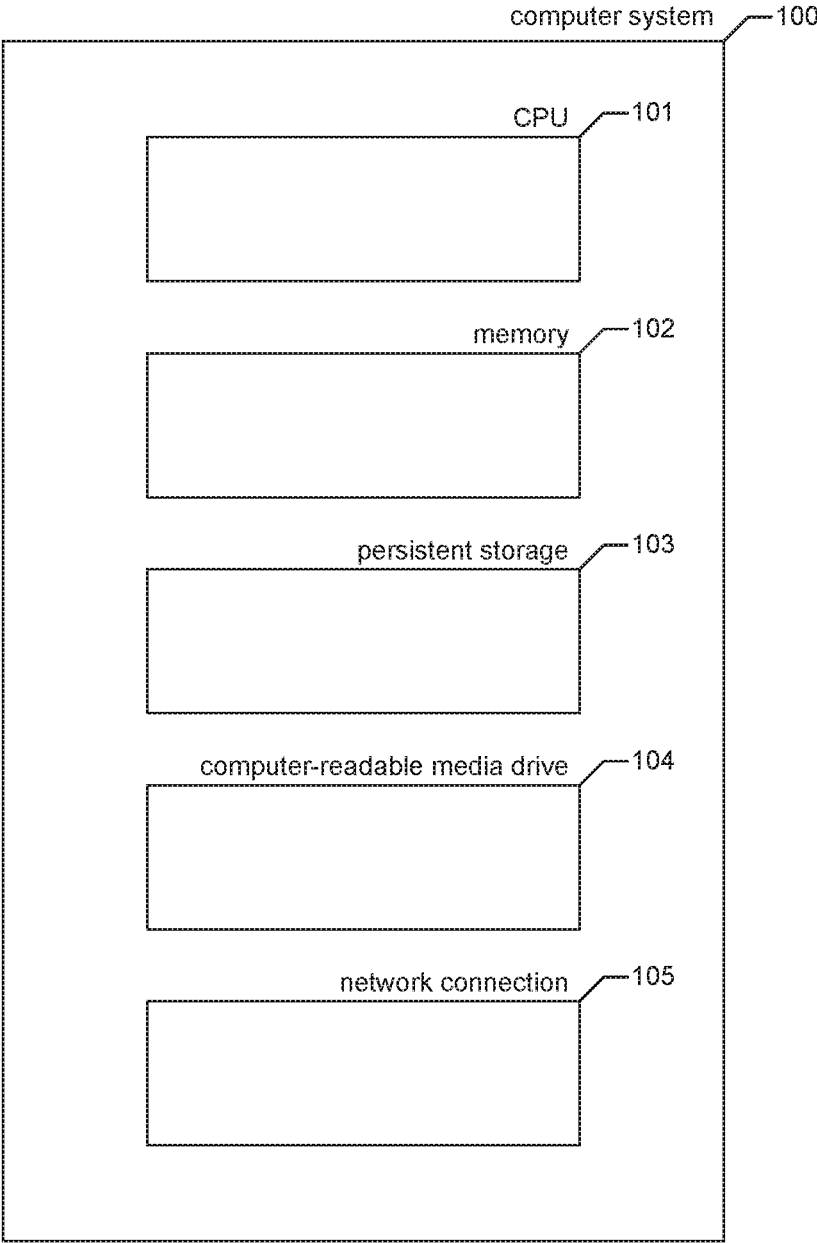 computer system 100
CPU 101
memory 102
persistent storage 103
computer-readable media drive 104
network connection 105